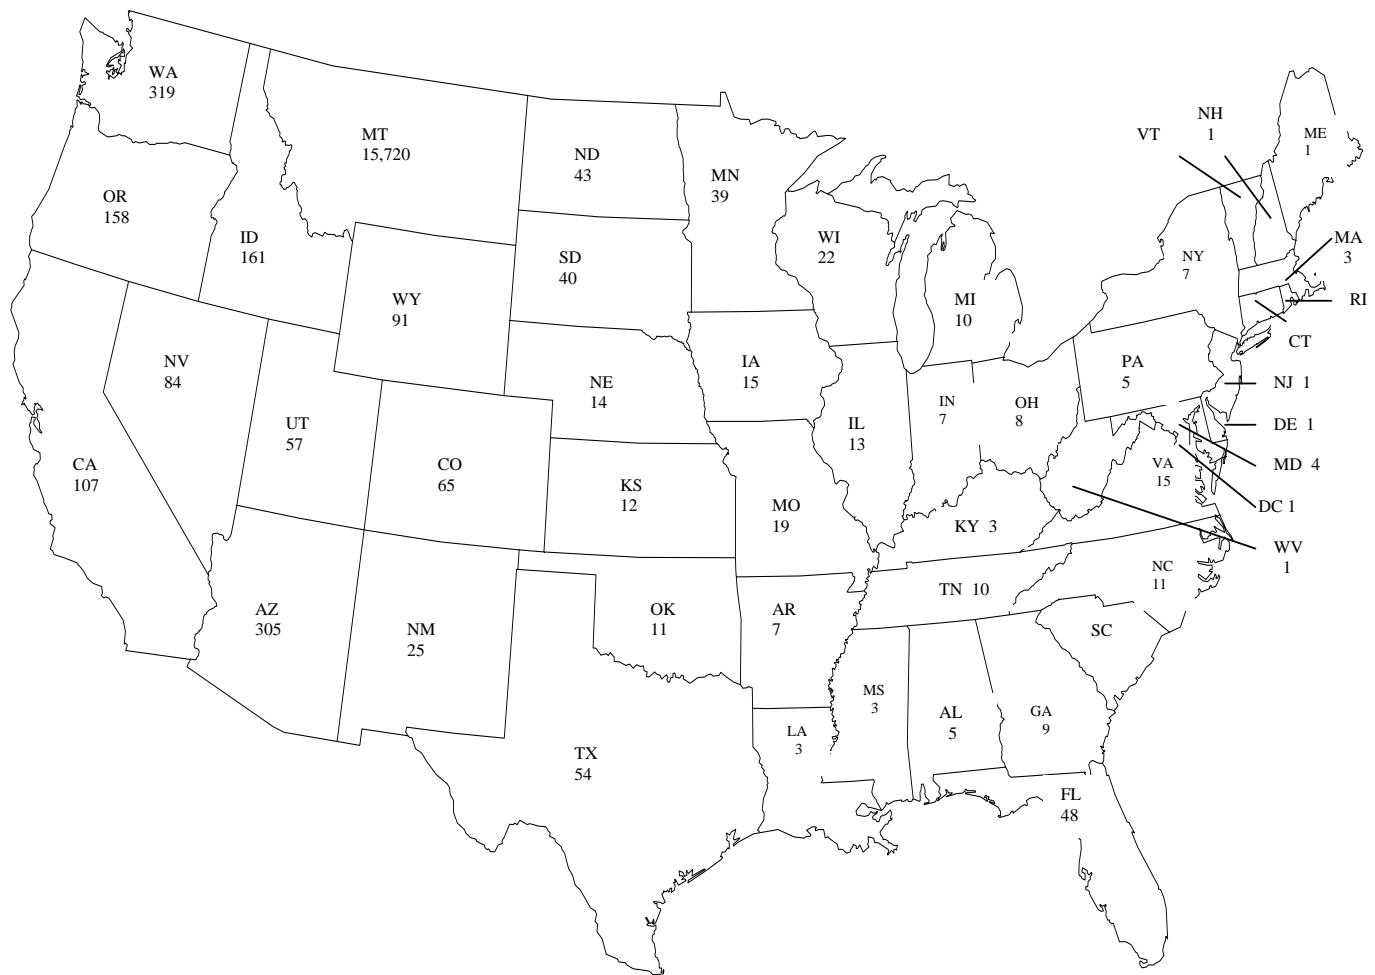 WA
319
MT
15,720
ND
43
MN
39
VT
NH
1
ME
1
OR
158
ID
161
SD
40
WI
22
MI
10
NY
7
MA
3
RI
CT
WY
91
NV
84
UT
57
NE
14
IA
15
IL
13
IN
7
OH
8
PA
5
NJ 1
DE 1
MD 4
DC 1
WV
1
CA
107
CO
65
KS
12
MO
19
KY 3
VA
15
AZ
305
NM
25
OK
11
AR
7
TN 10
NC
11
SC
TX
54
LA
3
MS
3
AL
5
GA
9
FL
48